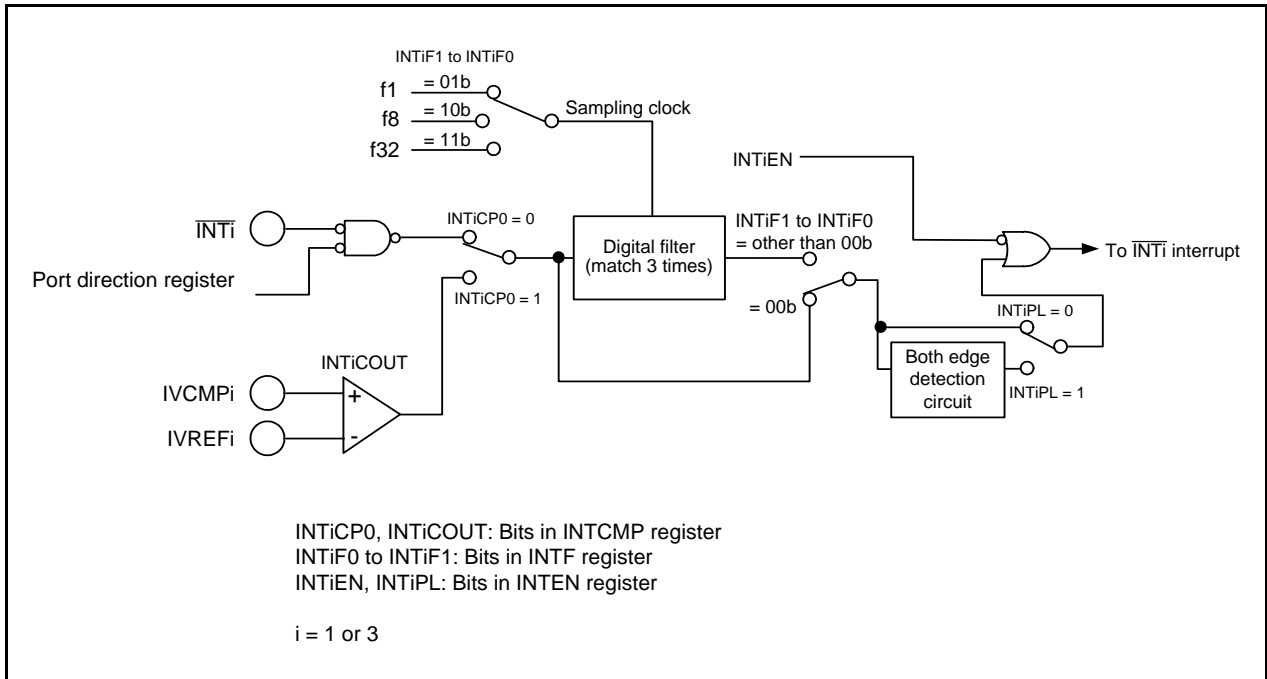 INTiF1 to INTiF0
f1
= 01b
f8
= 10b
f32
= 11b
Sampling clock
INTiEN
INTi
INTiCP0 = 0
Digital filter
(match 3 times)
INTiF1 to INTiF0
= other than 00b
To INTi interrupt
Port direction register
INTiCP0 = 1
= 00b
INTiPL = 0
INTiCOUT
Both edge
detection
circuit
INTiPL = 1
IVCMPi
+
IVREFi
-
INTiCP0, INTiCOUT: Bits in INTCMP register
INTiF0 to INTiF1: Bits in INTF register
INTiEN, INTiPL: Bits in INTEN register
i = 1 or 3